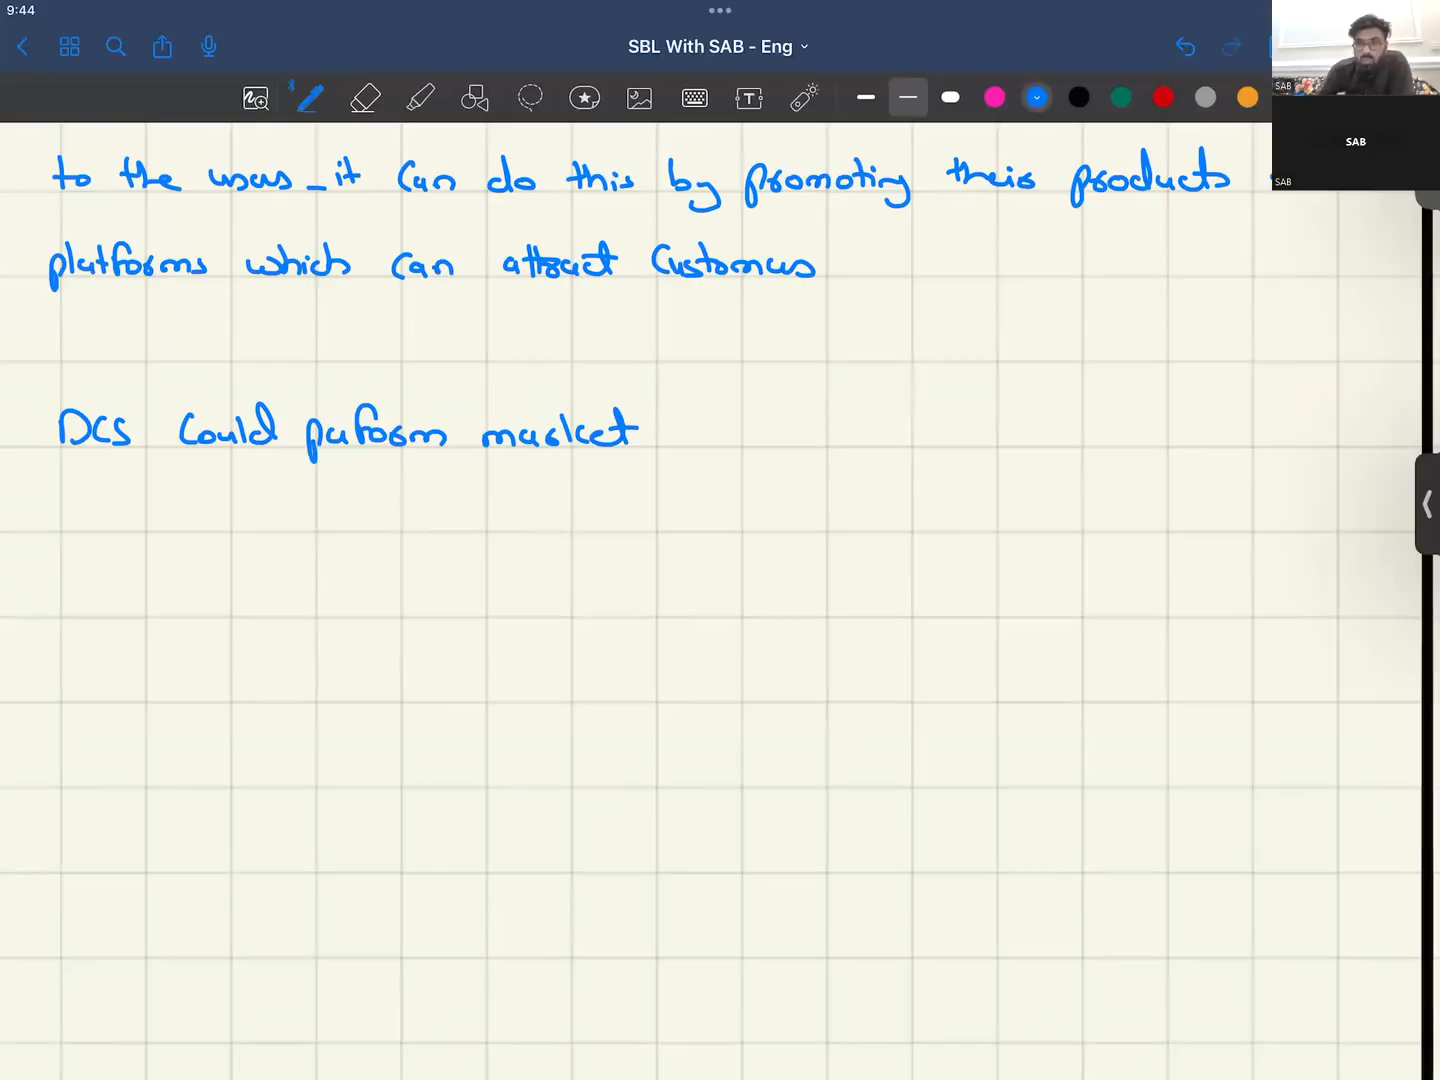 9:44
SBL With SAB - Eng
SAB
SAB
SAB
to the users - it can do this by promoting their products
platforms which can attract customers
DCS could perform market